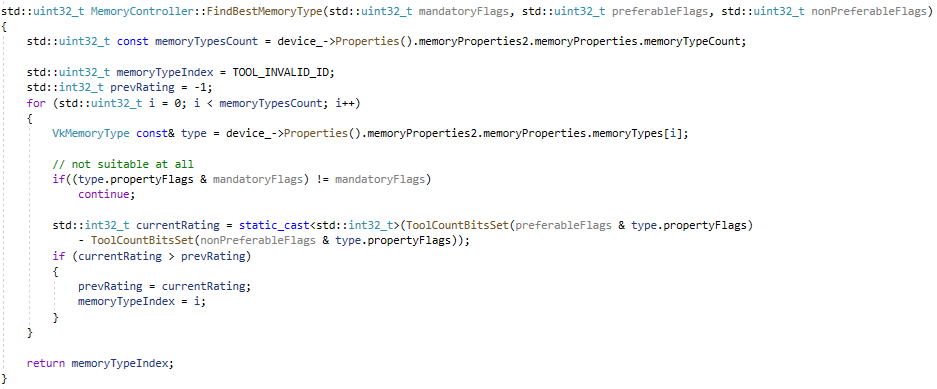 std::uint32_t MemoryController::FindBestMemoryType(std::uint32_t mandatoryFlags, std::uint32_t preferableFlags, std::uint32_t nonPreferableFlags)
{
    std::uint32_t const memoryTypesCount = device_->Properties().memoryProperties2.memoryProperties.memoryTypeCount;

    std::uint32_t memoryTypeIndex = TOOL_INVALID_ID;
    std::int32_t prevRating = -1;
    for (std::uint32_t i = 0; i < memoryTypesCount; i++)
    {
        VkMemoryType const& type = device_->Properties().memoryProperties2.memoryProperties.memoryTypes[i];

        // not suitable at all
        if((type.propertyFlags & mandatoryFlags) != mandatoryFlags)
            continue;

        std::int32_t currentRating = static_cast<std::int32_t>(ToolCountBitsSet(preferableFlags & type.propertyFlags)
            - ToolCountBitsSet(nonPreferableFlags & type.propertyFlags));
        if (currentRating > prevRating)
        {
            prevRating = currentRating;
            memoryTypeIndex = i;
        }
    }

    return memoryTypeIndex;
}